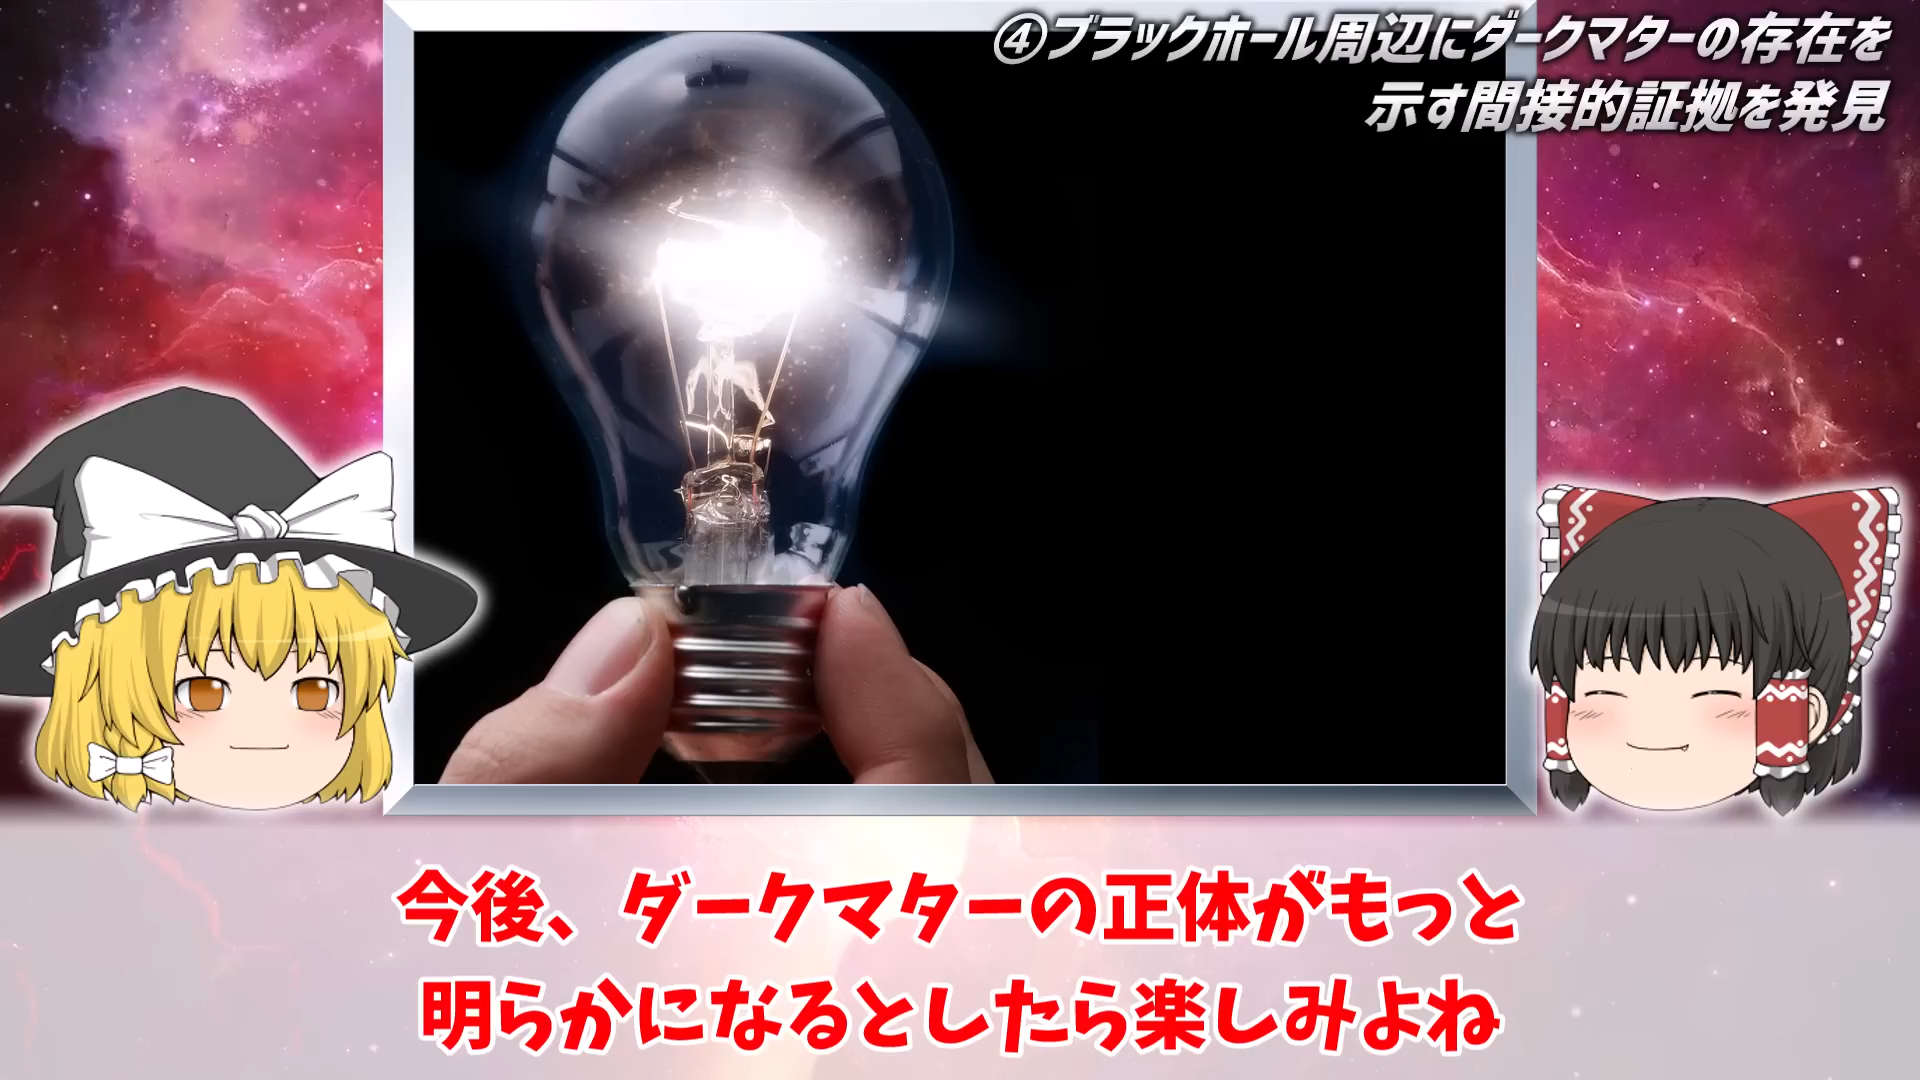 ④ブラックホール周辺にダークマターの存在を
示す間接的証拠を発見
今後、ダークマターの正体がもっと
明らかになるとしたら楽しみよね